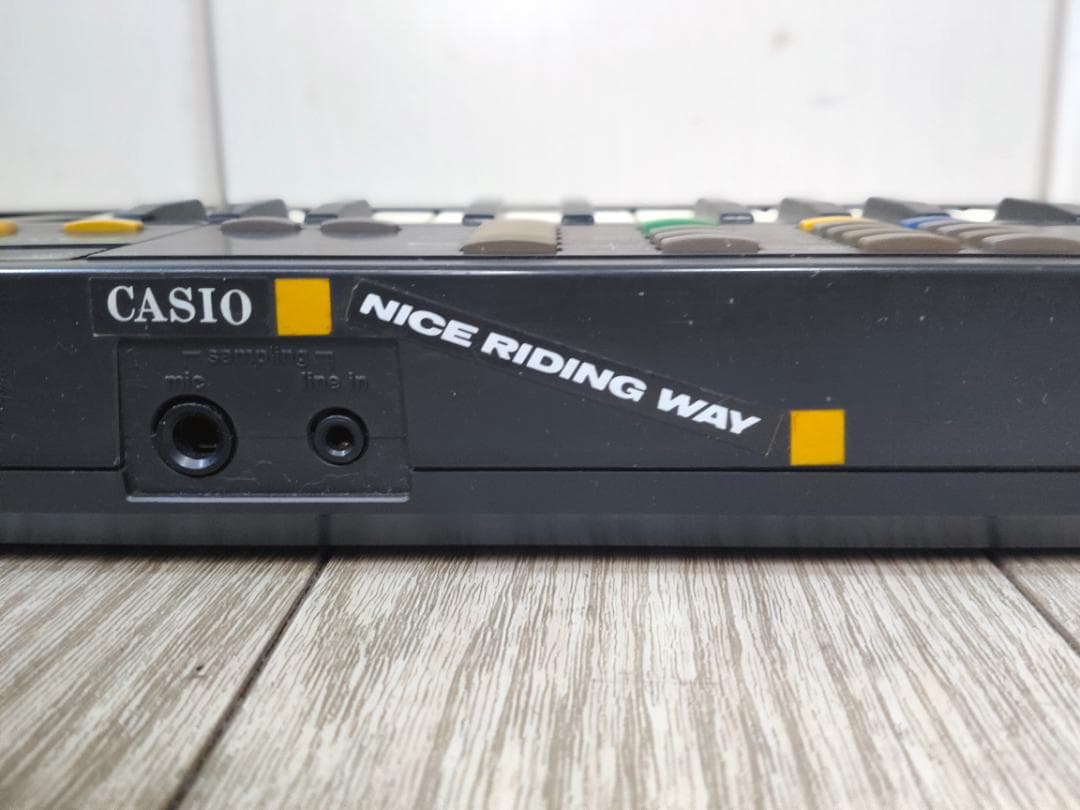 CASIO
NICE RIDING WAY
sampling
mic
line in